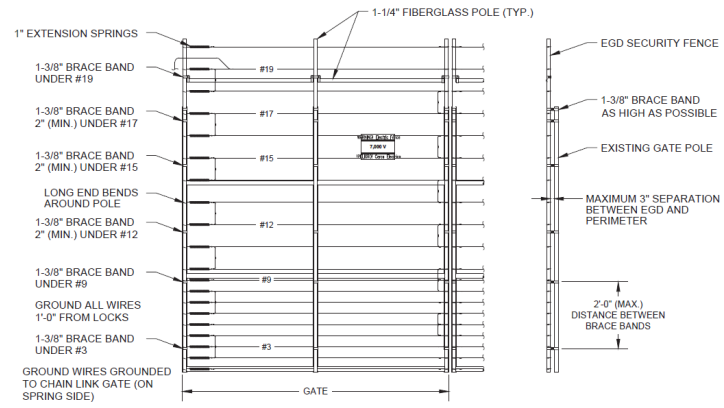 1-1/4" FIBERGLASS POLE (TYP.)
1" EXTENSION SPRINGS
#19
1-3/8" BRACE BAND
UNDER #19
1-3/8" BRACE BAND
2" (MIN.) UNDER #17
#17
7,000 V
1-3/8" BRACE BAND
2" (MIN.) UNDER #15
#15
LONG END BENDS
AROUND POLE
1-3/8" BRACE BAND
2" (MIN.) UNDER #12
#12
1-3/8" BRACE BAND
UNDER #9
#9
GROUND ALL WIRES
1'-0" FROM LOCKS
1-3/8" BRACE BAND
UNDER #3
#3
GROUND WIRES GROUNDED
TO CHAIN LINK GATE (ON
SPRING SIDE)
GATE
EGD SECURITY FENCE
1-3/8" BRACE BAND
AS HIGH AS POSSIBLE
EXISTING GATE POLE
MAXIMUM 3" SEPARATION
BETWEEN EGD AND
PERIMETER
2'-0" (MAX.)
DISTANCE BETWEEN
BRACE BANDS